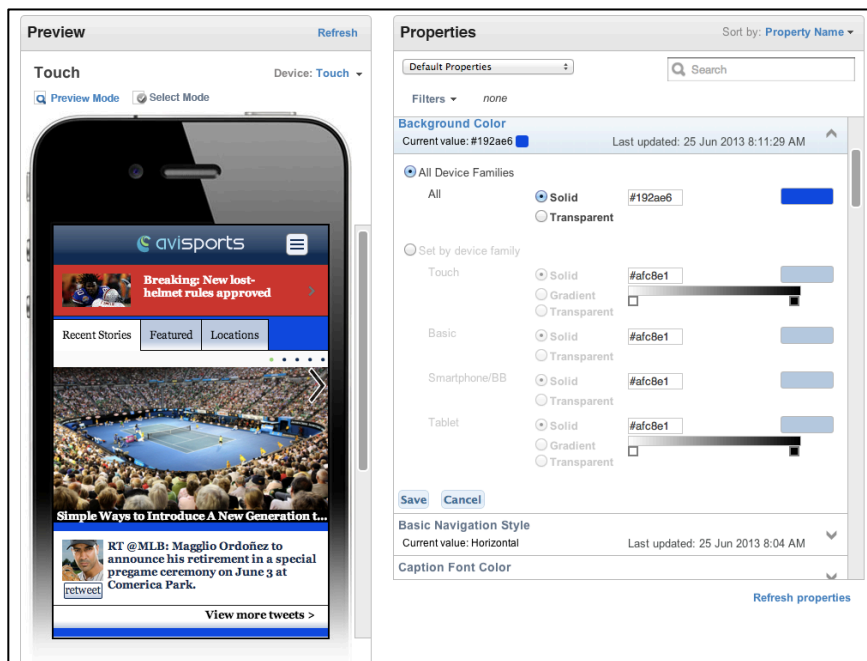 Preview
Refresh
Touch
Device: Touch
Preview Mode
Select Mode
avisports
Breaking: New lost-
helmet rules approved
Recent Stories
Featured
Locations
Simple Ways to Introduce A New Generation t...
RT @MLB: Magglio Ordoñez to
announce his retirement in a special
pregame ceremony on June 3 at
Comerica Park.
retweet
View more tweets >
Properties
Sort by: Property Name
Default Properties
Search
Filters
none
Background Color
Current value: #192ae6
Last updated: 25 Jun 2013 8:11:29 AM
All Device Families
All
Solid
#192ae6
Transparent
Set by device family
Touch
Solid
#afc8e1
Gradient
Transparent
Basic
Solid
#afc8e1
Transparent
Smartphone/BB
Solid
#afc8e1
Transparent
Tablet
Solid
#afc8e1
Gradient
Transparent
Save
Cancel
Basic Navigation Style
Current value: Horizontal
Last updated: 25 Jun 2013 8:04 AM
Caption Font Color
Refresh properties